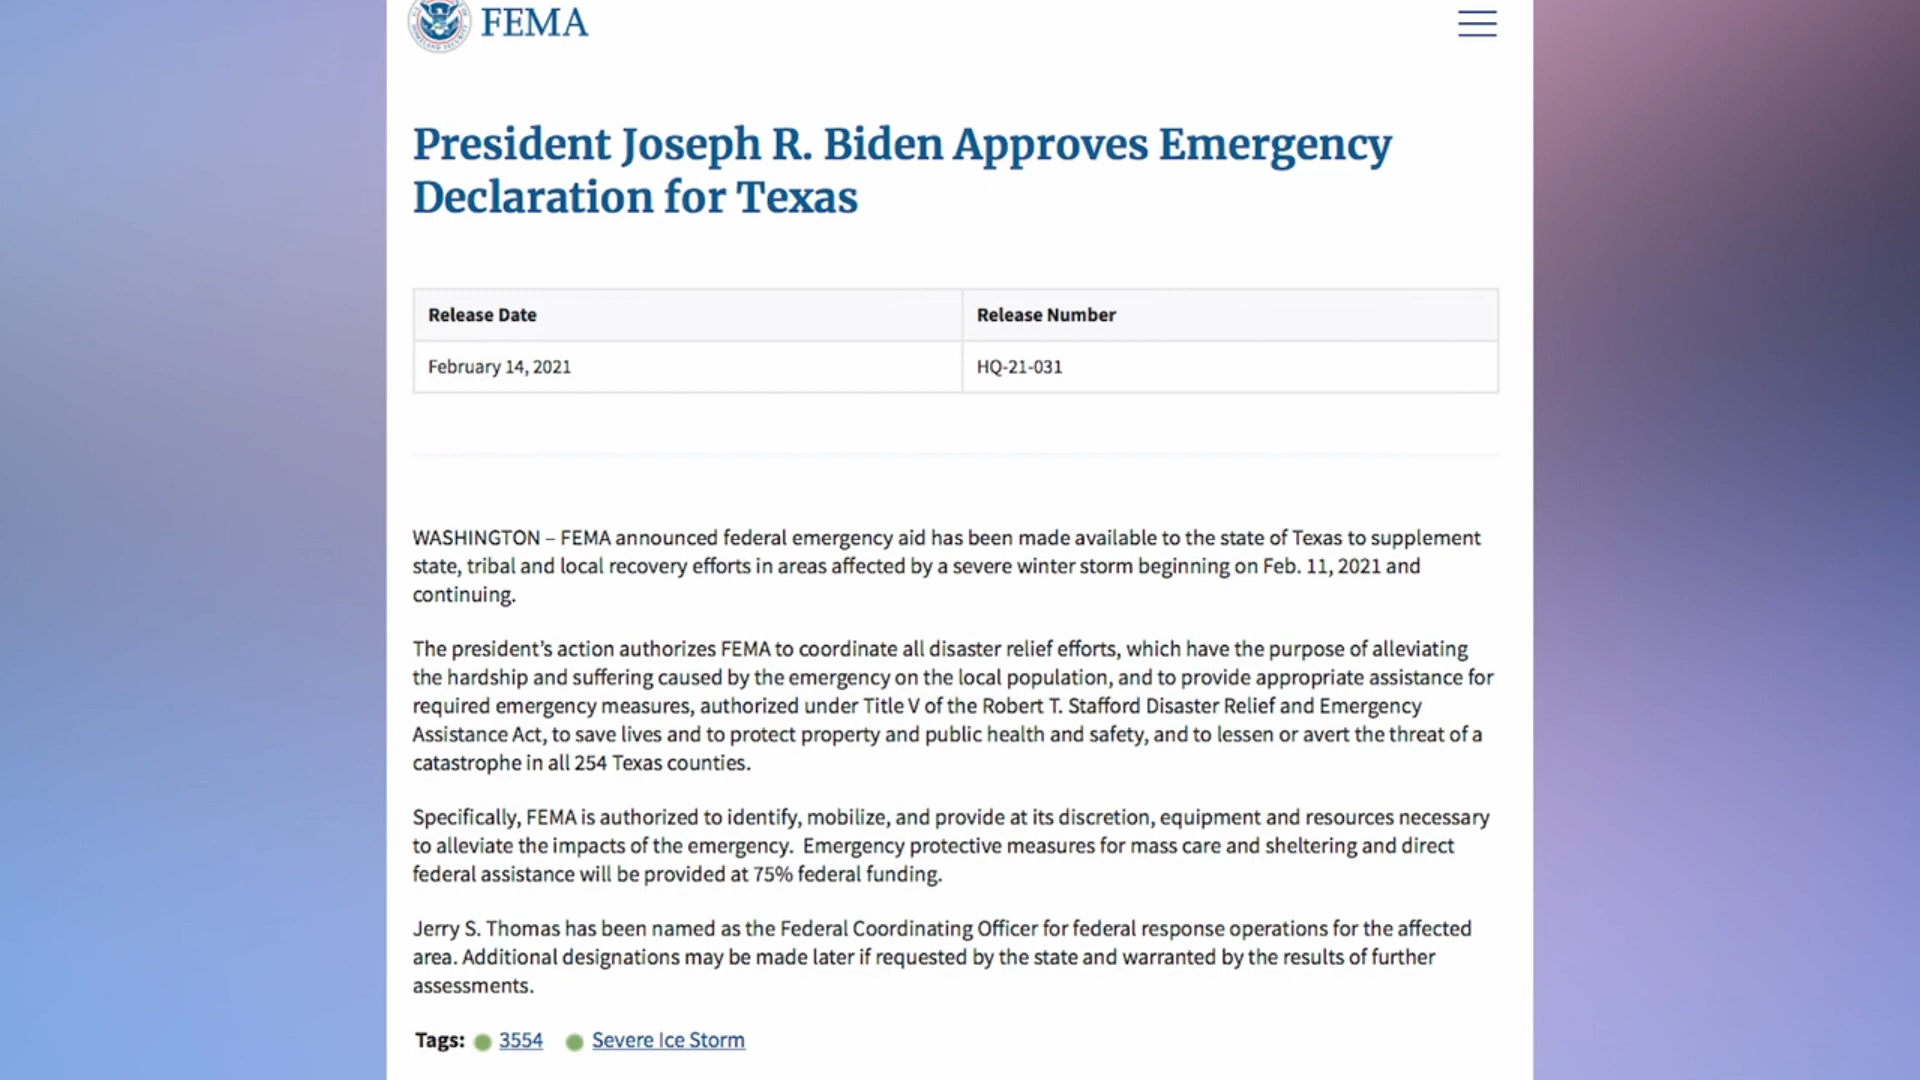 FEMA
President Joseph R. Biden Approves Emergency
Declaration for Texas
Release Date
Release Number
February 14, 2021
HQ-21-031
WASHINGTON – FEMA announced federal emergency aid has been made available to the state of Texas to supplement
state, tribal and local recovery efforts in areas affected by a severe winter storm beginning on Feb. 11, 2021 and
continuing.
The president’s action authorizes FEMA to coordinate all disaster relief efforts, which have the purpose of alleviating
the hardship and suffering caused by the emergency on the local population, and to provide appropriate assistance for
required emergency measures, authorized under Title V of the Robert T. Stafford Disaster Relief and Emergency
Assistance Act, to save lives and to protect property and public health and safety, and to lessen or avert the threat of a
catastrophe in all 254 Texas counties.
Specifically, FEMA is authorized to identify, mobilize, and provide at its discretion, equipment and resources necessary
to alleviate the impacts of the emergency.  Emergency protective measures for mass care and sheltering and direct
federal assistance will be provided at 75% federal funding.
Jerry S. Thomas has been named as the Federal Coordinating Officer for federal response operations for the affected
area. Additional designations may be made later if requested by the state and warranted by the results of further
assessments.
Tags: 3554 Severe Ice Storm